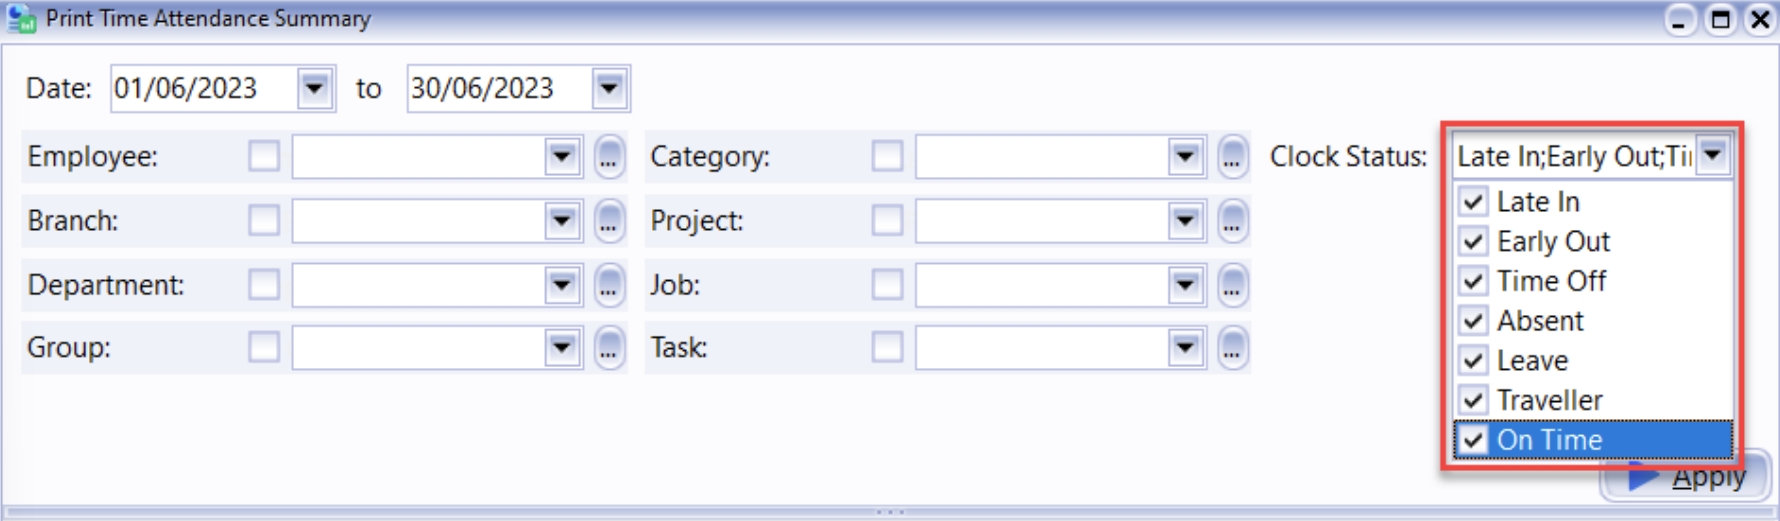 Print Time Attendance Summary
Date: 01/06/2023 to 30/06/2023
Employee: ... Category: ... Clock Status: Late In;Early Out;Ti
Late In
Branch: ... Project: ...
Early Out
Department: ... Job: ...
Time Off
Absent
Group: ... Task: ...
Leave
Traveller
On Time
Apply